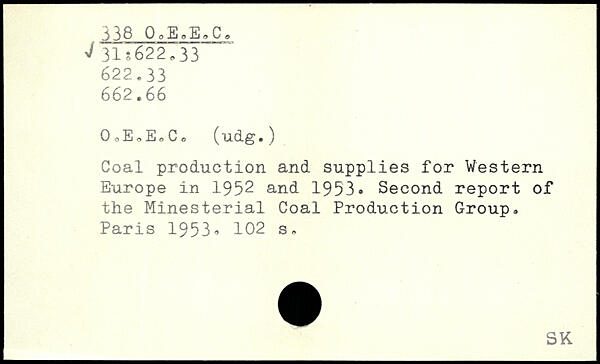 338 O.E.E.C.
✓ 31:622.33
622.33
662.66
O.E.E.C. (udg.)
Coal production and supplies for Western
Europe in 1952 and 1953. Second report of
the Minesterial Coal Production Group.
Paris 1953. 102 s.
SK